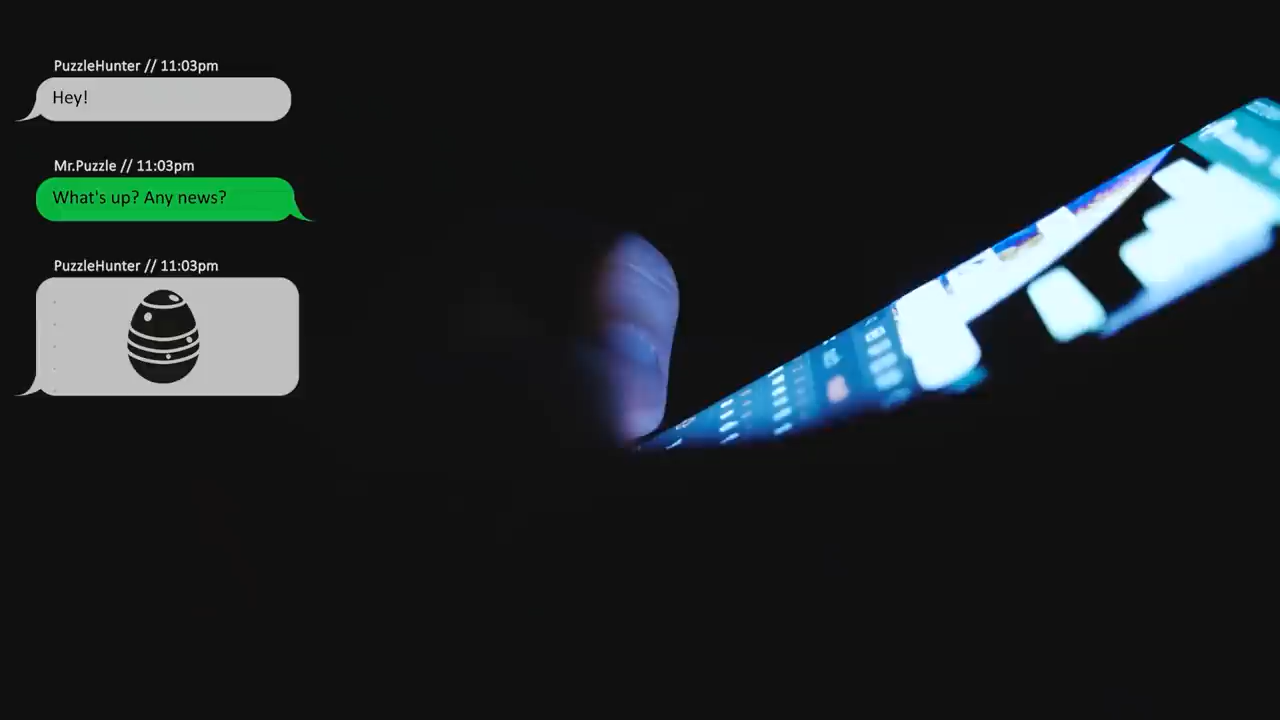 PuzzleHunter // 11:03pm
Hey!
Mr.Puzzle // 11:03pm
What's up? Any news?
PuzzleHunter // 11:03pm